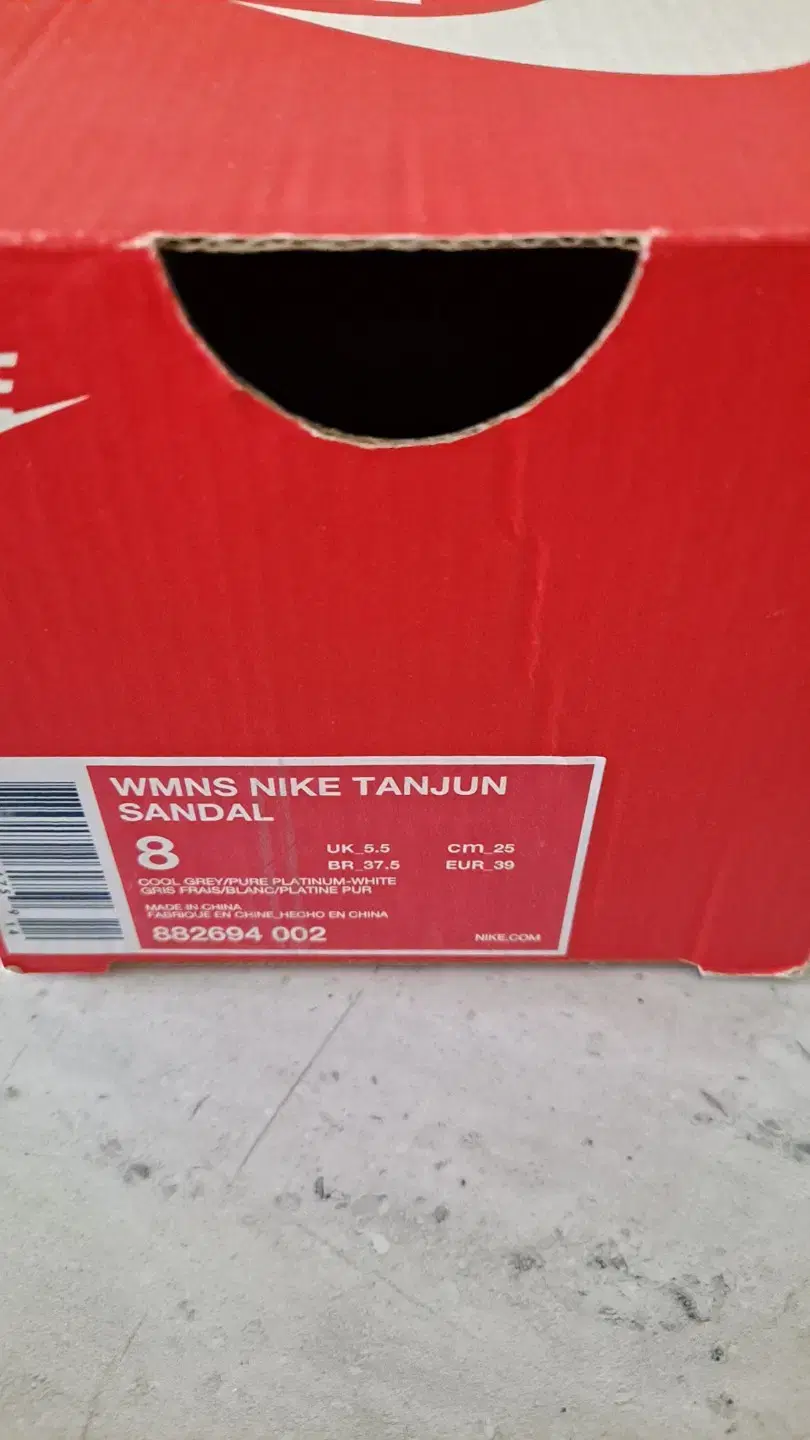 WMNS NIKE TANJUN
SANDAL
8
UK_5.5
cm_25
BR_37.5
EUR_39
COOL GREY/PURE PLATINUM-WHITE
GRIS FRAIS/BLANC/PLATINE PUR
MADE IN CHINA
FABRIQUE EN CHINE_HECHO EN CHINA
882694 002
NIKE.COM